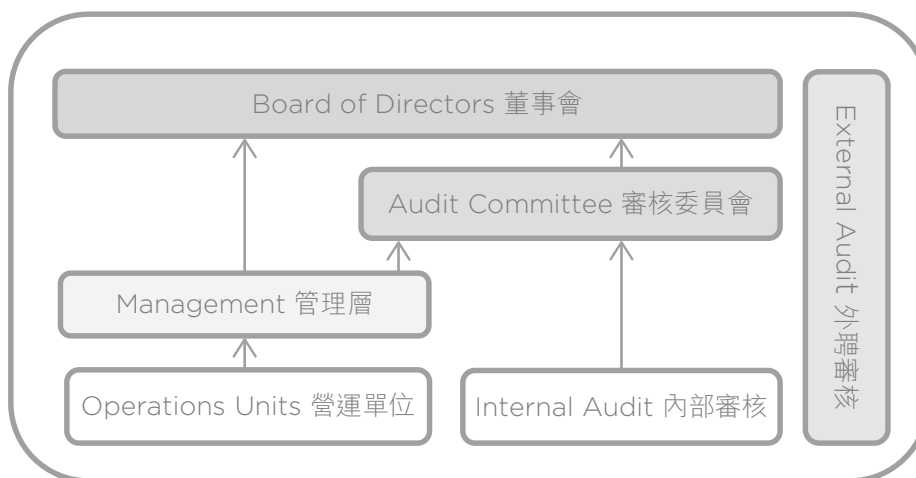 Board of Directors 董事會
Audit Committee 審核委員會
Management 管理層
Operations Units 營運單位
Internal Audit 內部審核
External Audit 外聘審核